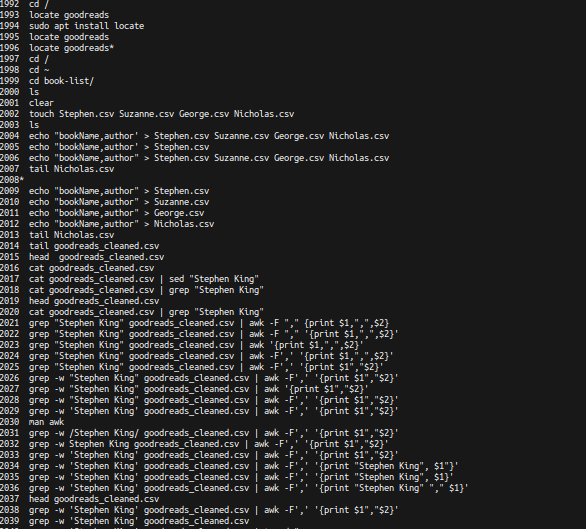 1992 cd /
1993 locate goodreads
1994 sudo apt install locate
1995 locate goodreads
1996 locate goodreads*
1997 cd /
1998 cd ~
1999 cd book-list/
2000 ls
2001 clear
2002 touch Stephen.csv Suzanne.csv George.csv Nicholas.csv
2003 ls
2004 echo "bookName,author' > Stephen.csv Suzanne.csv George.csv Nicholas.csv
2005 echo "bookName,author' > Stephen.csv
2006 echo "bookName,author" > Stephen.csv Suzanne.csv George.csv Nicholas.csv
2007 tail Nicholas.csv
2008*
2009 echo "bookName,author" > Stephen.csv
2010 echo "bookName,author" > Suzanne.csv
2011 echo "bookName,author" > George.csv
2012 echo "bookName,author" > Nicholas.csv
2013 tail Nicholas.csv
2014 tail goodreads_cleaned.csv
2015 head  goodreads_cleaned.csv
2016 cat goodreads_cleaned.csv
2017 cat goodreads_cleaned.csv | sed "Stephen King"
2018 cat goodreads_cleaned.csv | grep "Stephen King"
2019 head goodreads_cleaned.csv
2020 cat goodreads_cleaned.csv | grep "Stephen King"
2021 grep "Stephen King" goodreads_cleaned.csv | awk -F "," {print $1,",",$2}
2022 grep "Stephen King" goodreads_cleaned.csv | awk -F "," '{print $1,",",$2}'
2023 grep "Stephen King" goodreads_cleaned.csv | awk '{print $1,",",$2}'
2024 grep "Stephen King" goodreads_cleaned.csv | awk -F',' '{print $1,",",$2}'
2025 grep "Stephen King" goodreads_cleaned.csv | awk -F',' '{print $1","$2}'
2026 grep -w "Stephen King" goodreads_cleaned.csv | awk -F',' '{print $1","$2}'
2027 grep -w "Stephen King" goodreads_cleaned.csv | awk '{print $1","$2}'
2028 grep -w "Stephen King" goodreads_cleaned.csv | awk -F',' '{print $1","$2}'
2029 grep -w 'Stephen King' goodreads_cleaned.csv | awk -F',' '{print $1","$2}'
2030 man awk
2031 grep -w /Stephen King/ goodreads_cleaned.csv | awk -F',' '{print $1","$2}'
2032 grep -w Stephen King goodreads_cleaned.csv | awk -F',' '{print $1","$2}'
2033 grep -w 'Stephen King' goodreads_cleaned.csv | awk -F',' '{print $1","$2}'
2034 grep -w 'Stephen King' goodreads_cleaned.csv | awk -F',' '{print "Stephen King", $1"}'
2035 grep -w 'Stephen King' goodreads_cleaned.csv | awk -F',' '{print "Stephen King", $1}'
2036 grep -w 'Stephen King' goodreads_cleaned.csv | awk -F',' '{print "Stephen King" "," $1}'
2037 head goodreads_cleaned.csv
2038 grep -w 'Stephen King' goodreads_cleaned.csv | awk -F',' '{print $1","$2}'
2039 grep -w 'Stephen King' goodreads_cleaned.csv